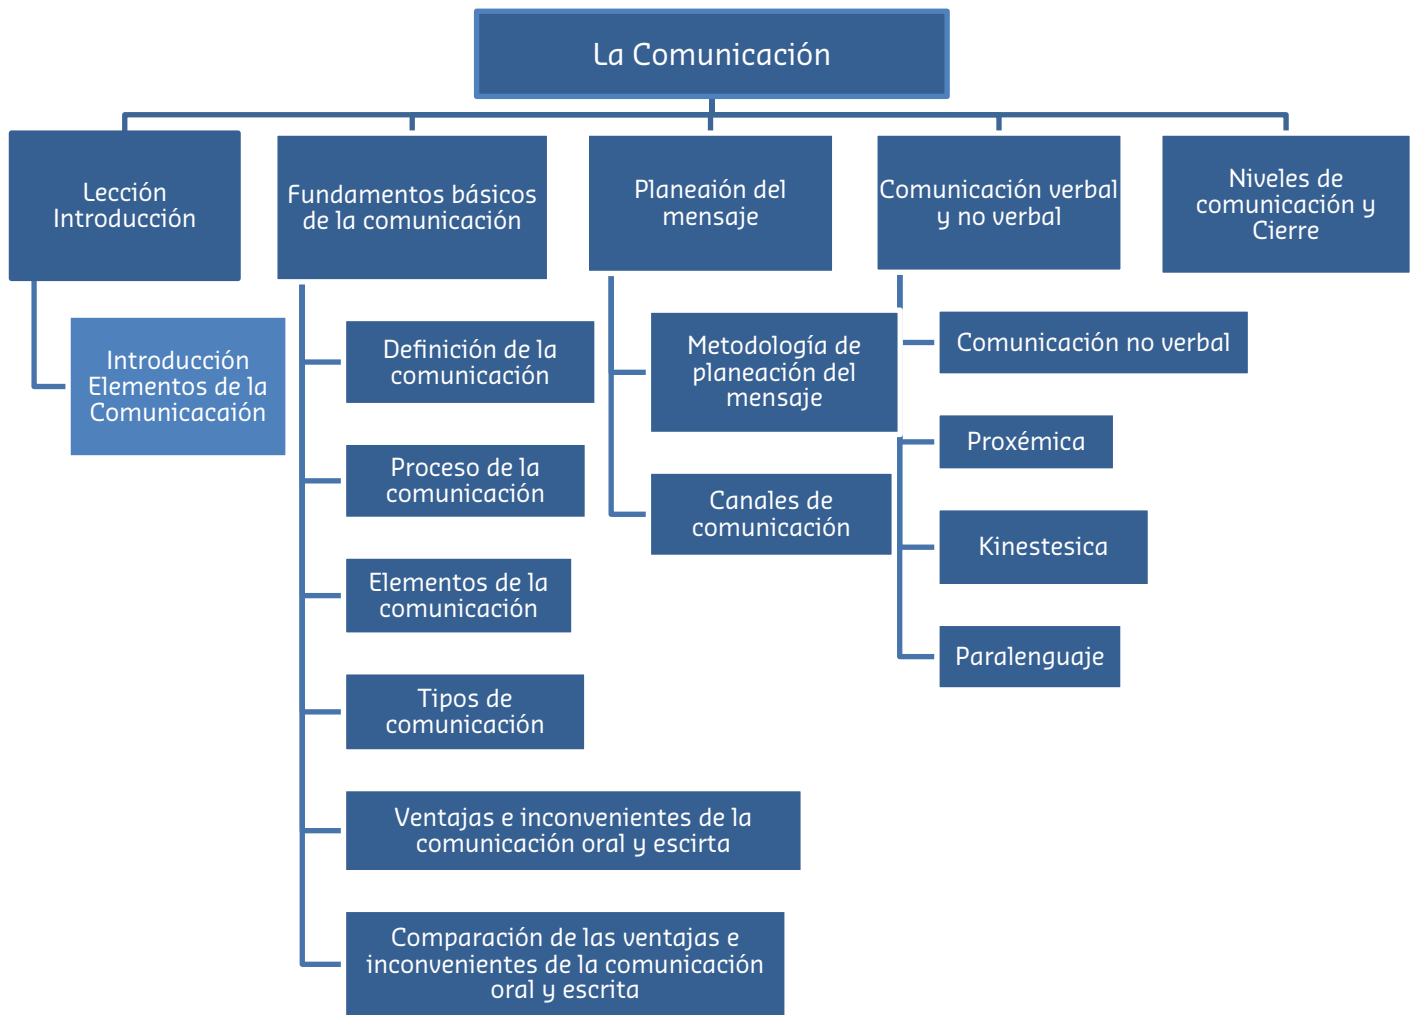 La Comunicación
Lección
Introducción
Introducción
Elementos de la
Comunicacaión
Fundamentos básicos
de la comunicación
Definición de la
comunicación
Proceso de la
comunicación
Elementos de la
comunicación
Tipos de
comunicación
Ventajas e inconvenientes de la
comunicación oral y escirta
Comparación de las ventajas e
inconvenientes de la comunicación
oral y escrita
Planeaión del
mensaje
Metodología de
planeación del
mensaje
Canales de
comunicación
Comunicación verbal
y no verbal
Comunicación no verbal
Proxémica
Kinestesica
Paralenguaje
Niveles de
comunicación y
Cierre